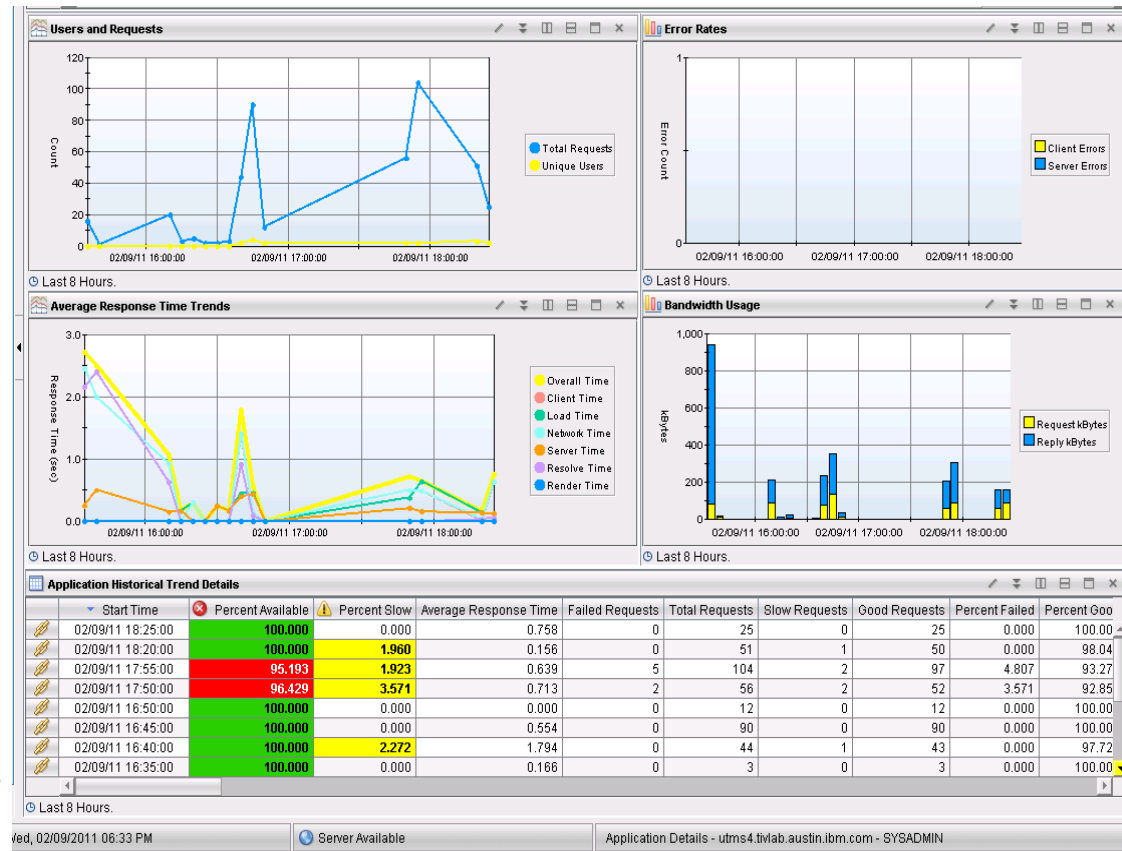 Users and Requests
120
100
80
60
40
20
0
Count
02/09/11 16:00:00 02/09/11 17:00:00 02/09/11 18:00:00
Total Requests
Unique Users
Last 8 Hours.
Error Rates
1
0
Error Count
02/09/11 16:00:00 02/09/11 17:00:00 02/09/11 18:00:00
Client Errors
Server Errors
Last 8 Hours.
Average Response Time Trends
3.0
2.0
1.0
0.0
Response Time (sec)
02/09/11 16:00:00 02/09/11 17:00:00 02/09/11 18:00:00
Overall Time
Client Time
Load Time
Network Time
Server Time
Resolve Time
Render Time
Last 8 Hours.
Bandwidth Usage
1,000
800
600
400
200
0
kBytes
02/09/11 16:00:00 02/09/11 17:00:00 02/09/11 18:00:00
Request kBytes
Reply kBytes
Last 8 Hours.
Application Historical Trend Details
Start Time Percent Available Percent Slow Average Response Time Failed Requests Total Requests Slow Requests Good Requests Percent Failed Percent Goo
02/09/11 18:25:00 100.000 0.000 0.758 0 25 0 25 0.000 100.00
02/09/11 18:20:00 100.000 1.960 0.156 0 51 1 50 0.000 98.04
02/09/11 17:55:00 95.193 1.923 0.639 5 104 2 97 4.807 93.27
02/09/11 17:50:00 96.429 3.571 0.713 2 56 2 52 3.571 92.85
02/09/11 16:50:00 100.000 0.000 0.000 0 12 0 12 0.000 100.00
02/09/11 16:45:00 100.000 0.000 0.554 0 90 0 90 0.000 100.00
02/09/11 16:40:00 100.000 2.272 1.794 0 44 1 43 0.000 97.72
02/09/11 16:35:00 100.000 0.000 0.166 0 3 0 3 0.000 100.00
Last 8 Hours.
Wed, 02/09/2011 06:33 PM Server Available Application Details - utms4.tivlab.austin.ibm.com - SYSADMIN